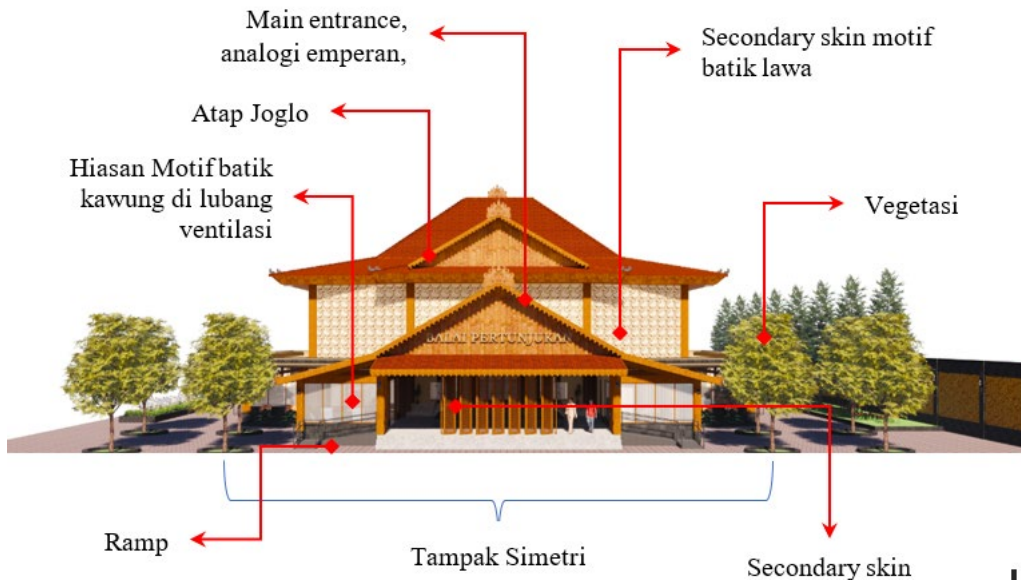 Main entrance,
analogi emperan,
Secondary skin motif
batik lawa
Atap Joglo
Hiasan Motif batik
kawung di lubang
ventilasi
Vegetasi
BALAI PERTUNJUKAN
Ramp
Tampak Simetri
Secondary skin